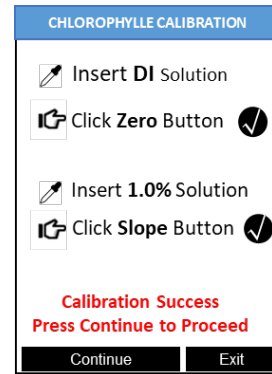 CHLOROPHYLLE CALIBRATION
Insert DI Solution
Click Zero Button
Insert 1.0% Solution
Click Slope Button
Calibration Success
Press Continue to Proceed
Continue Exit